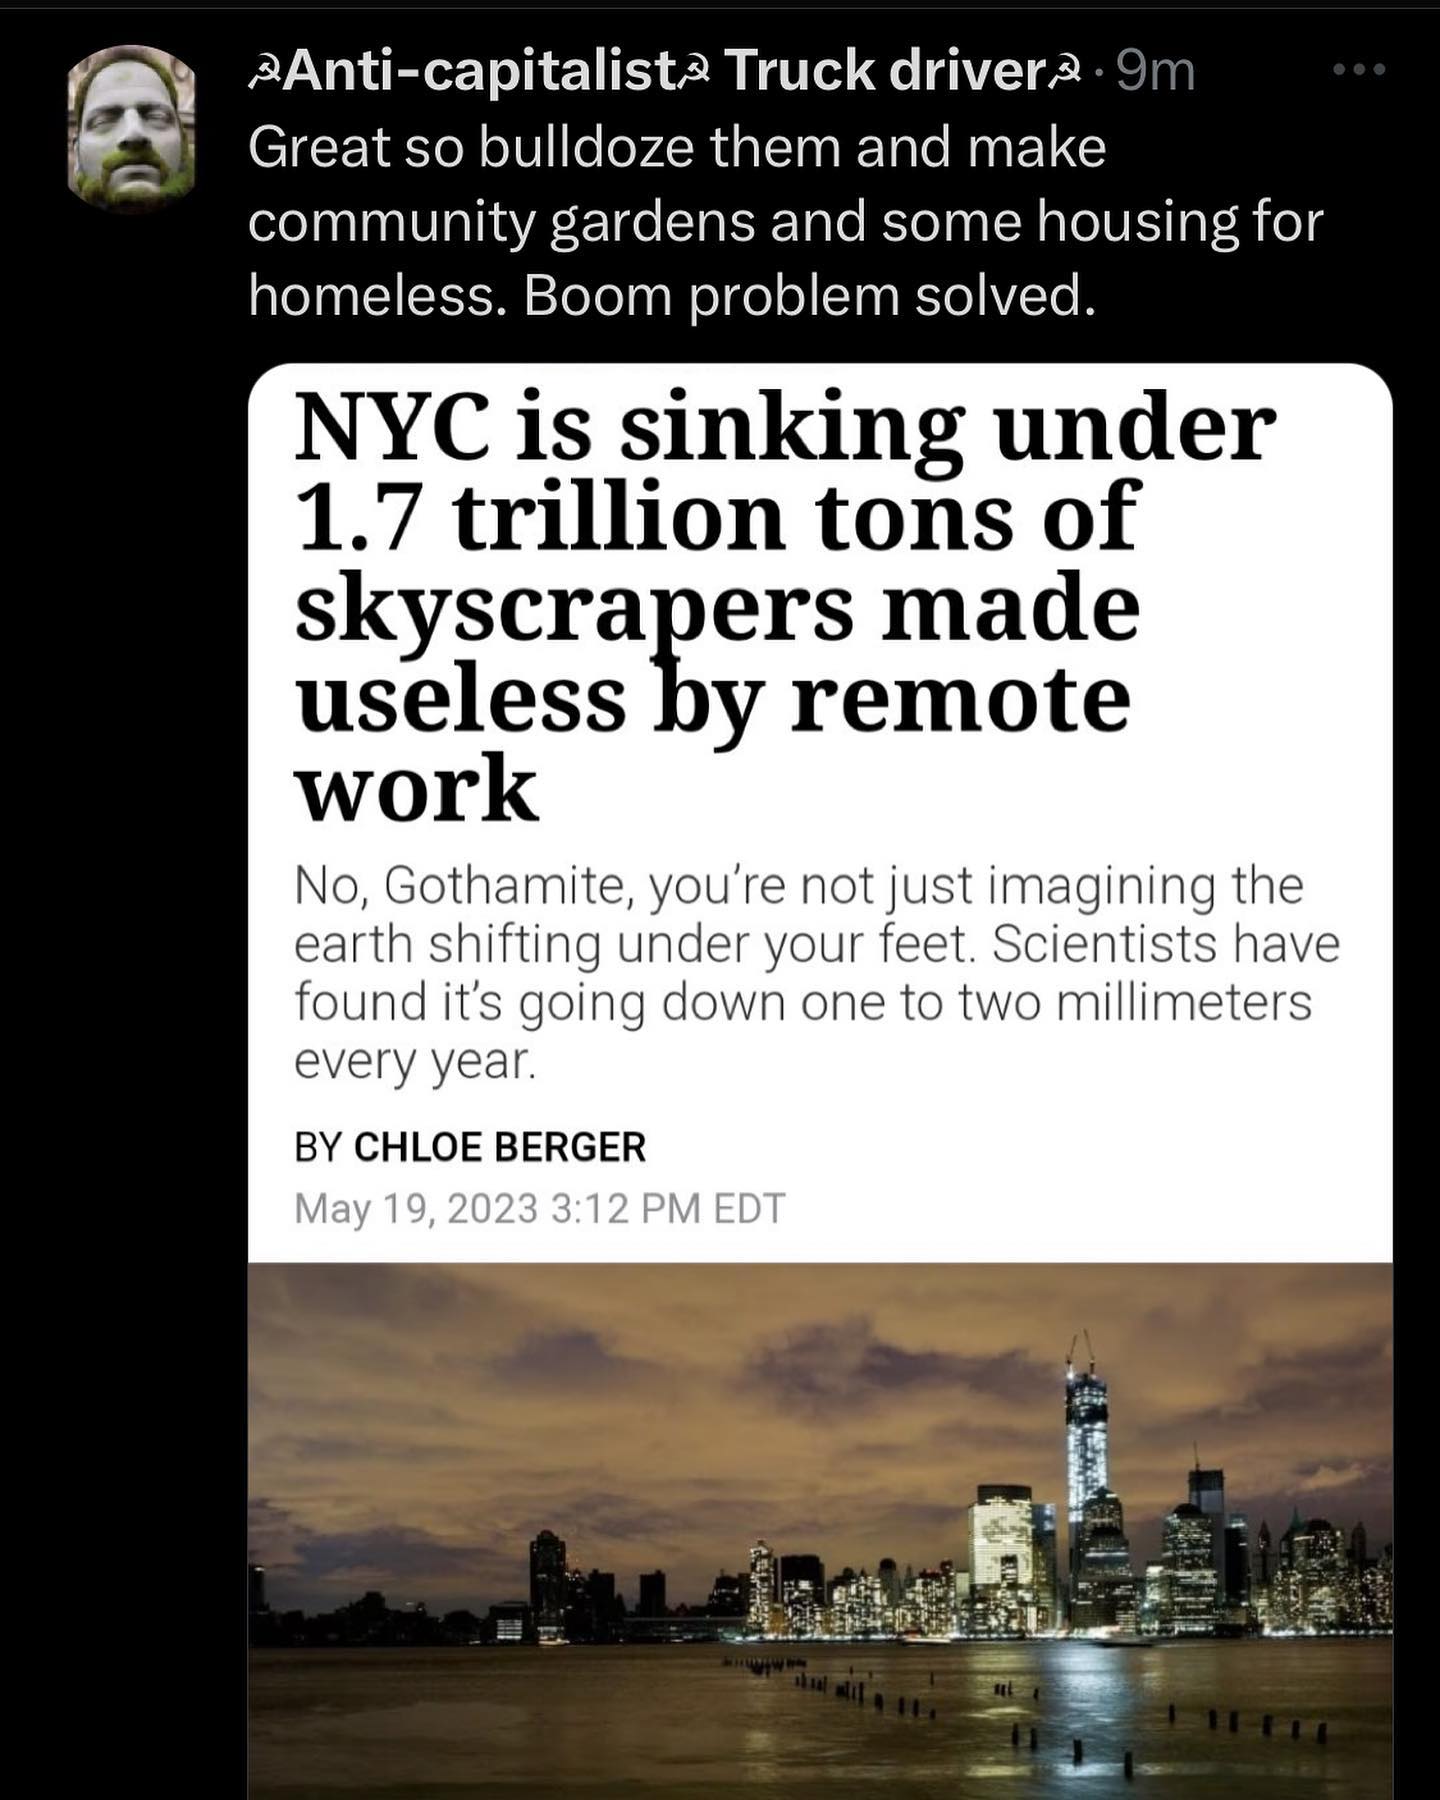 ☭Anti-capitalist☭ Truck driver☭ · 9m
Great so bulldoze them and make
community gardens and some housing for
homeless. Boom problem solved.
NYC is sinking under
1.7 trillion tons of
skyscrapers made
useless by remote
work
No, Gothamite, you’re not just imagining the
earth shifting under your feet. Scientists have
found it’s going down one to two millimeters
every year.
BY CHLOE BERGER
May 19, 2023 3:12 PM EDT